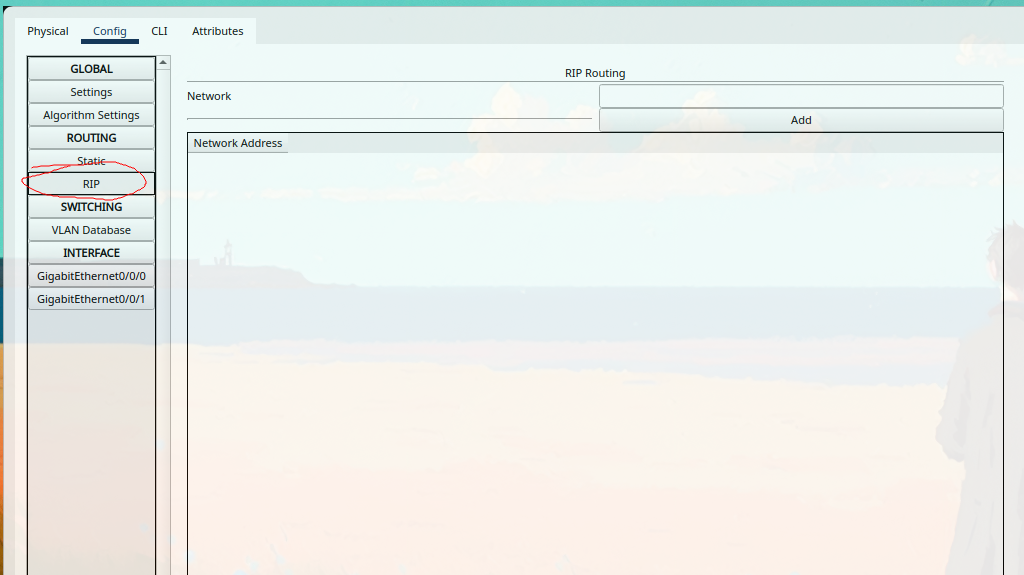 Physical Config CLI Attributes
GLOBAL
Settings
Algorithm Settings
ROUTING
Static
RIP
SWITCHING
VLAN Database
INTERFACE
GigabitEthernet0/0/0
GigabitEthernet0/0/1
RIP Routing
Network
Add
Network Address